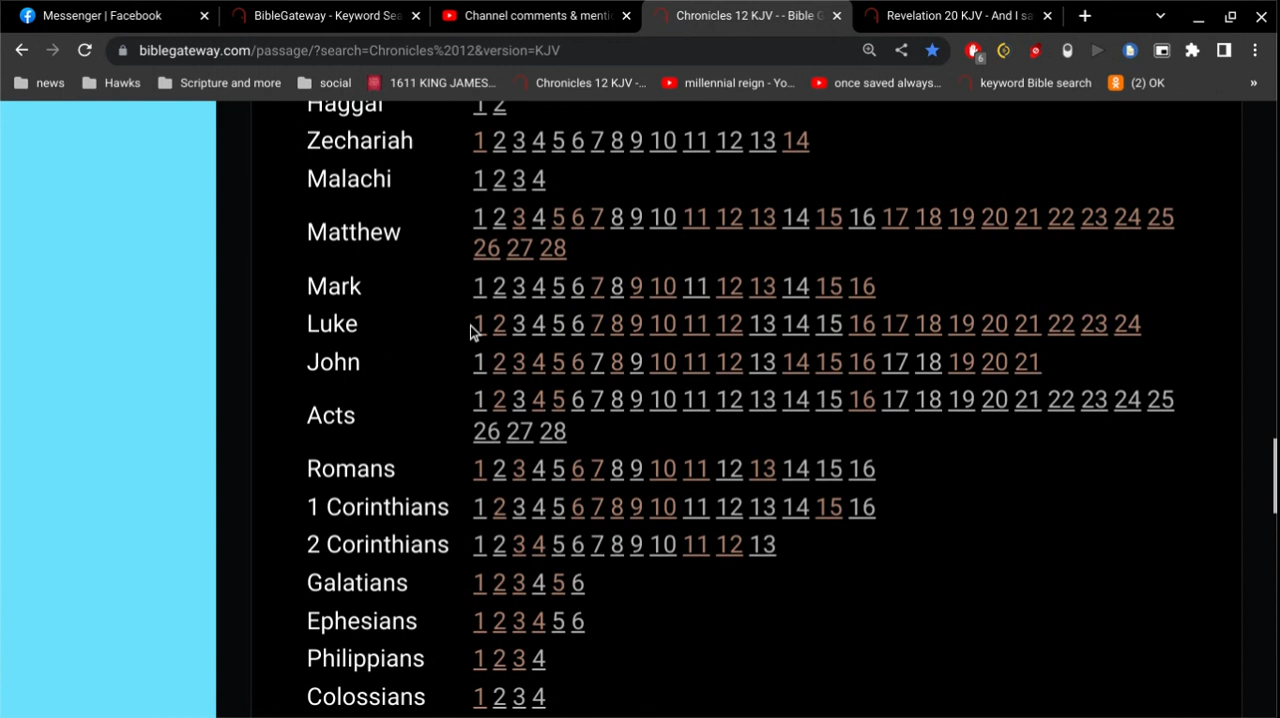 Messenger | Facebook
BibleGateway - Keyword Sea
Channel comments & menti
Chronicles 12 KJV - - Bible G
Revelation 20 KJV - And I sa
biblegateway.com/passage/?search=Chronicles%2012&version=KJV
6
news
Hawks
Scripture and more
social
1611 KING JAMES...
Chronicles 12 KJV -...
millennial reign - Yo...
once saved always...
keyword Bible search
(2) OK
»
Haggai 1 2
Zechariah 1 2 3 4 5 6 7 8 9 10 11 12 13 14
Malachi 1 2 3 4
Matthew 1 2 3 4 5 6 7 8 9 10 11 12 13 14 15 16 17 18 19 20 21 22 23 24 25
26 27 28
Mark 1 2 3 4 5 6 7 8 9 10 11 12 13 14 15 16
Luke 1 2 3 4 5 6 7 8 9 10 11 12 13 14 15 16 17 18 19 20 21 22 23 24
John 1 2 3 4 5 6 7 8 9 10 11 12 13 14 15 16 17 18 19 20 21
Acts 1 2 3 4 5 6 7 8 9 10 11 12 13 14 15 16 17 18 19 20 21 22 23 24 25
26 27 28
Romans 1 2 3 4 5 6 7 8 9 10 11 12 13 14 15 16
1 Corinthians 1 2 3 4 5 6 7 8 9 10 11 12 13 14 15 16
2 Corinthians 1 2 3 4 5 6 7 8 9 10 11 12 13
Galatians 1 2 3 4 5 6
Ephesians 1 2 3 4 5 6
Philippians 1 2 3 4
Colossians 1 2 3 4